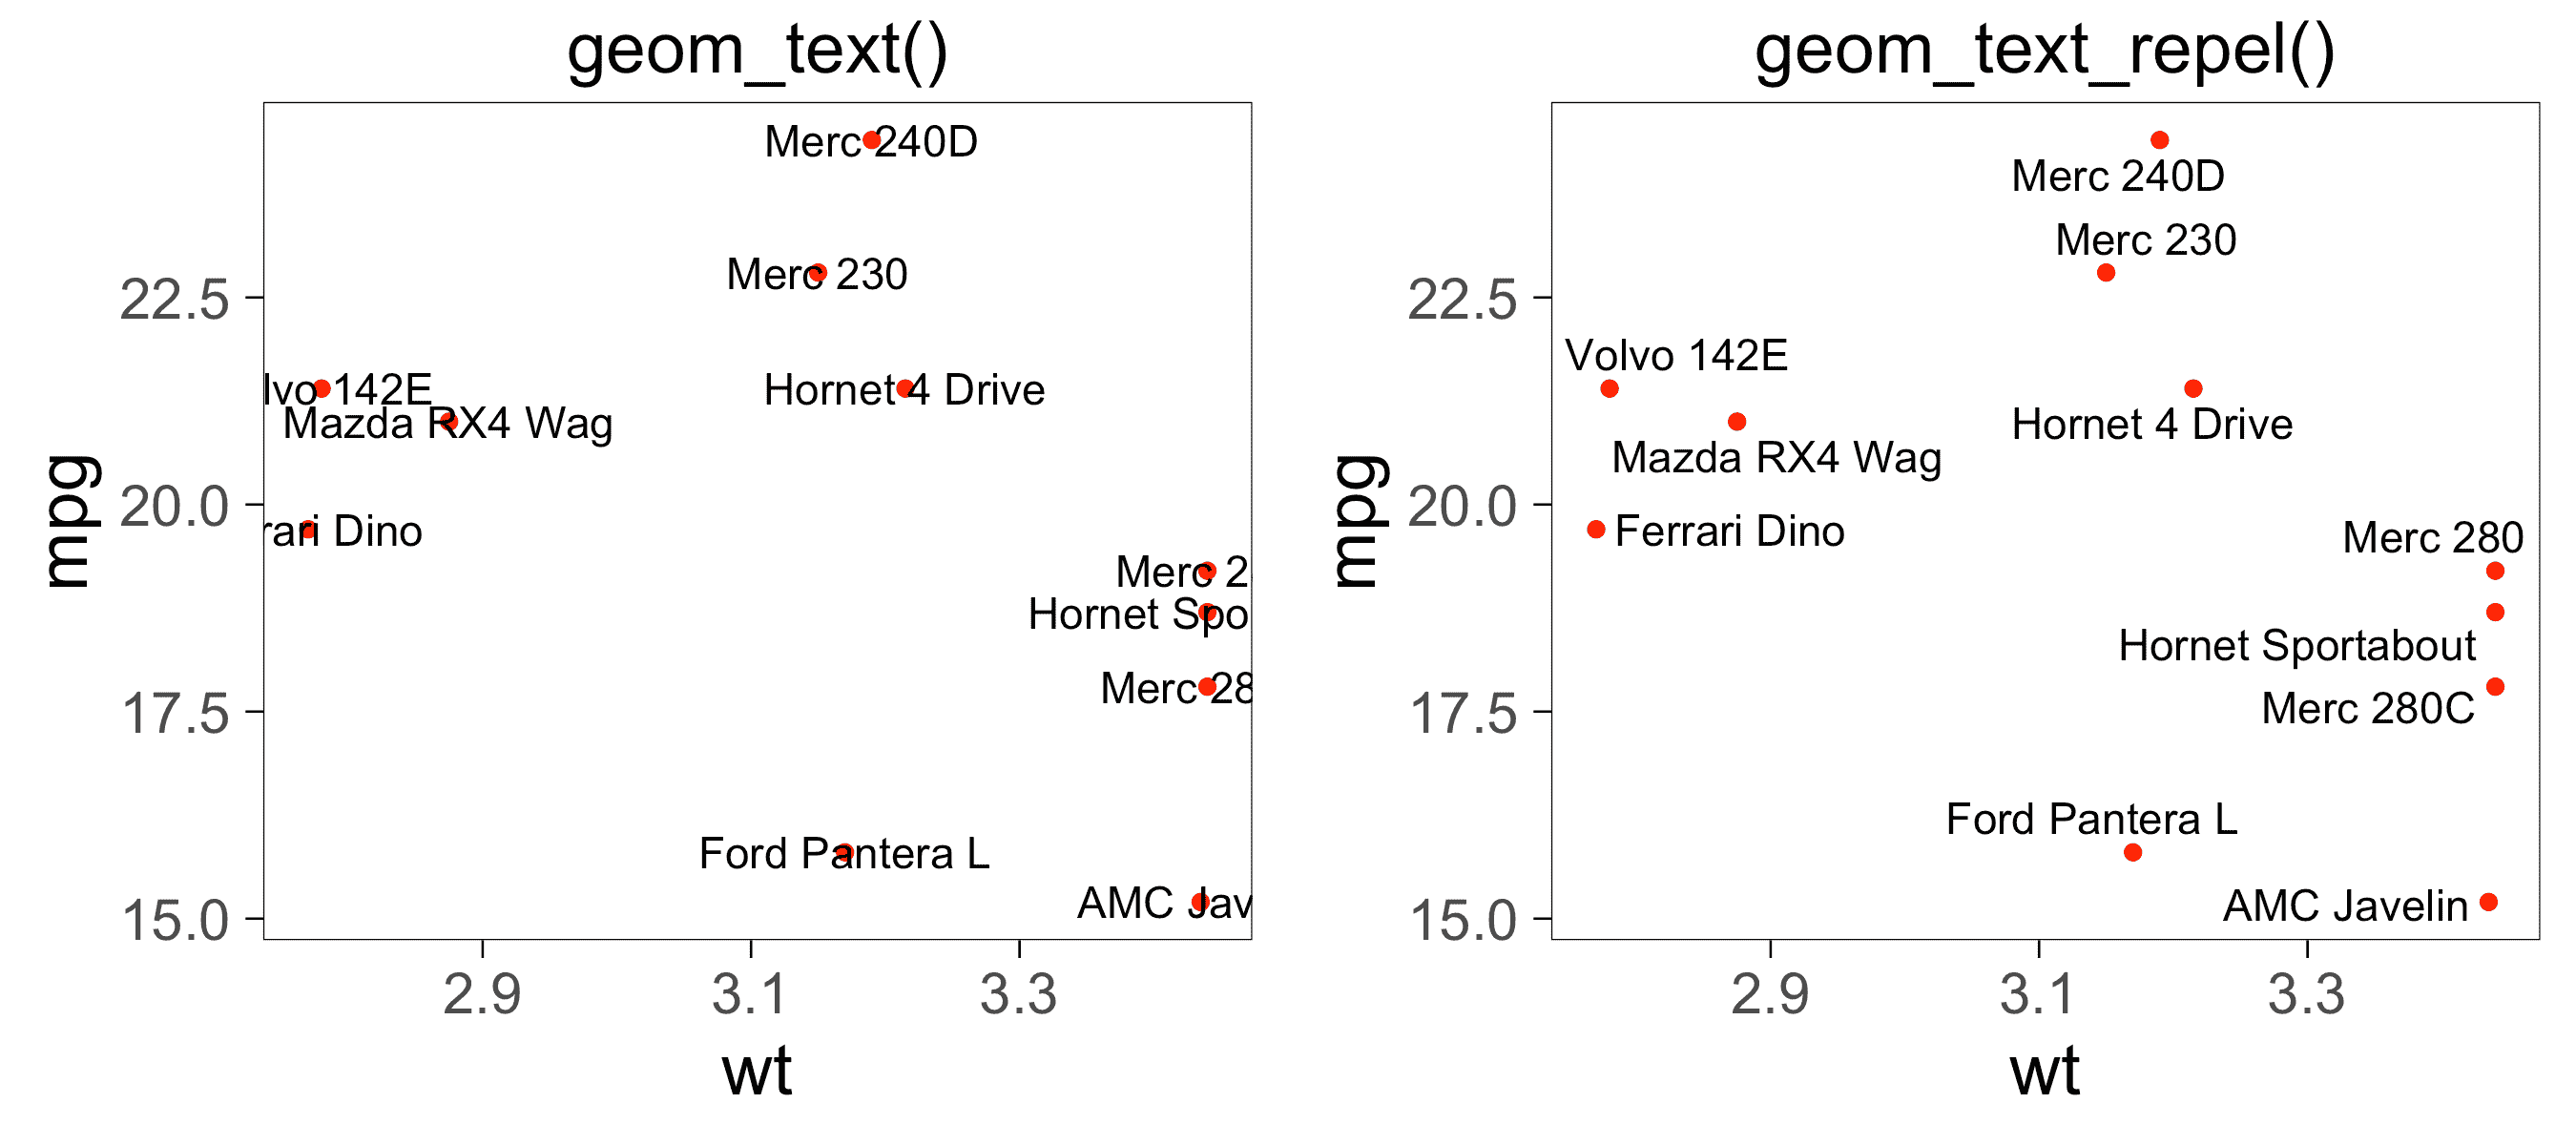 geom_text()
Merc 240D
Merc 230
22.5
lvo 142E
Hornet 4 Drive
Mazda RX4 Wag
mpg
20.0
rari Dino
Merc 2
Hornet Spo
17.5
Merc 28
Ford Pantera L
15.0
AMC Jav
2.9 3.1 3.3
wt
geom_text_repel()
Merc 240D
Merc 230
22.5
Volvo 142E
Hornet 4 Drive
Mazda RX4 Wag
mpg
20.0
Ferrari Dino
Merc 280
Hornet Sportabout
17.5
Merc 280C
Ford Pantera L
15.0
AMC Javelin
2.9 3.1 3.3
wt